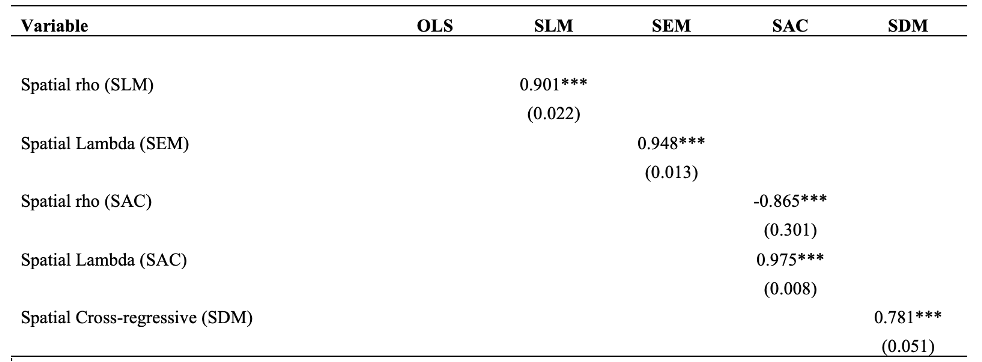 Variable OLS SLM SEM SAC SDM
Spatial rho (SLM) 0.901***
(0.022)
Spatial Lambda (SEM) 0.948***
(0.013)
Spatial rho (SAC) -0.865***
(0.301)
Spatial Lambda (SAC) 0.975***
(0.008)
Spatial Cross-regressive (SDM) 0.781***
(0.051)